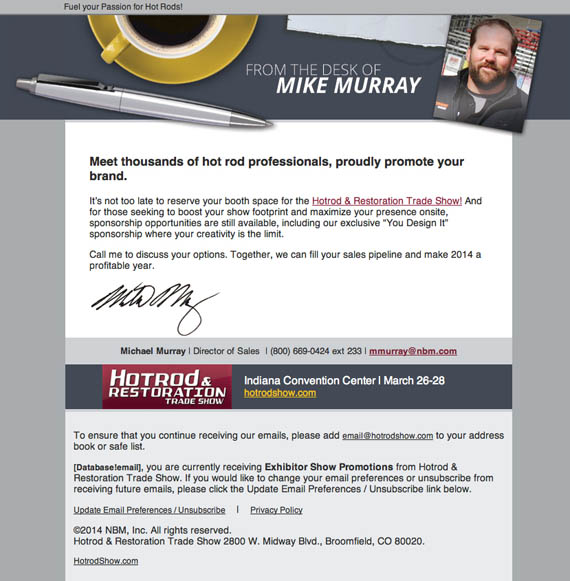 Fuel your Passion for Hot Rods!
FROM THE DESK OF
MIKE MURRAY
Meet thousands of hot rod professionals, proudly promote your
brand.
It's not too late to reserve your booth space for the Hotrod & Restoration Trade Show! And
for those seeking to boost your show footprint and maximize your presence onsite,
sponsorship opportunities are still available, including our exclusive “You Design It”
sponsorship where your creativity is the limit.
Call me to discuss your options. Together, we can fill your sales pipeline and make 2014 a
profitable year.
Michael Murray | Director of Sales | (800) 669-0424 ext 233 | mmurray@nbm.com
HOTROD &
RESTORATION
TRADE SHOW
Indiana Convention Center | March 26-28
hotrodshow.com
To ensure that you continue receiving our emails, please add email@hotrodshow.com to your address
book or safe list.
[Database!email], you are currently receiving Exhibitor Show Promotions from Hotrod &
Restoration Trade Show. If you would like to change your email preferences or unsubscribe from
receiving future emails, please click the Update Email Preferences / Unsubscribe link below.
Update Email Preferences / Unsubscribe | Privacy Policy
©2014 NBM, Inc. All rights reserved.
Hotrod & Restoration Trade Show 2800 W. Midway Blvd., Broomfield, CO 80020.
HotrodShow.com